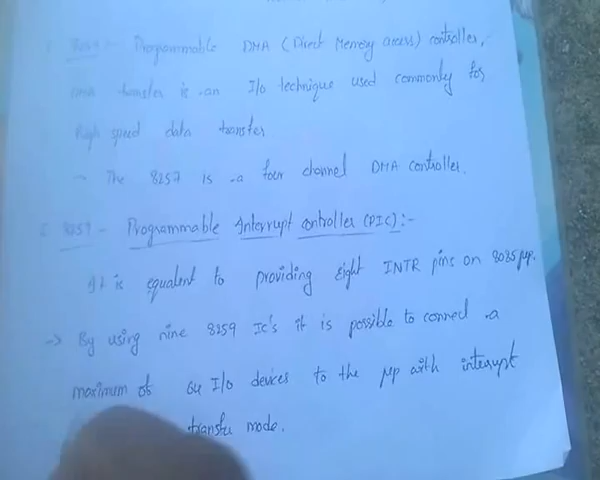 8257 :- Programmable DMA (Direct Memory access) controller.
DMA transfer is an I/o technique used commonly for
high speed data transfer
→ The 8257 is a four channel DMA controller.
I 8259 :- Programmable Interrupt controller (PIC) :-
It is equalent to providing eight INTR pins on 8085 μp.
→ By using nine 8259 Ic's it is possible to conned a
maximum of 64 I/o devices to the μp with interrupt
transfer mode.